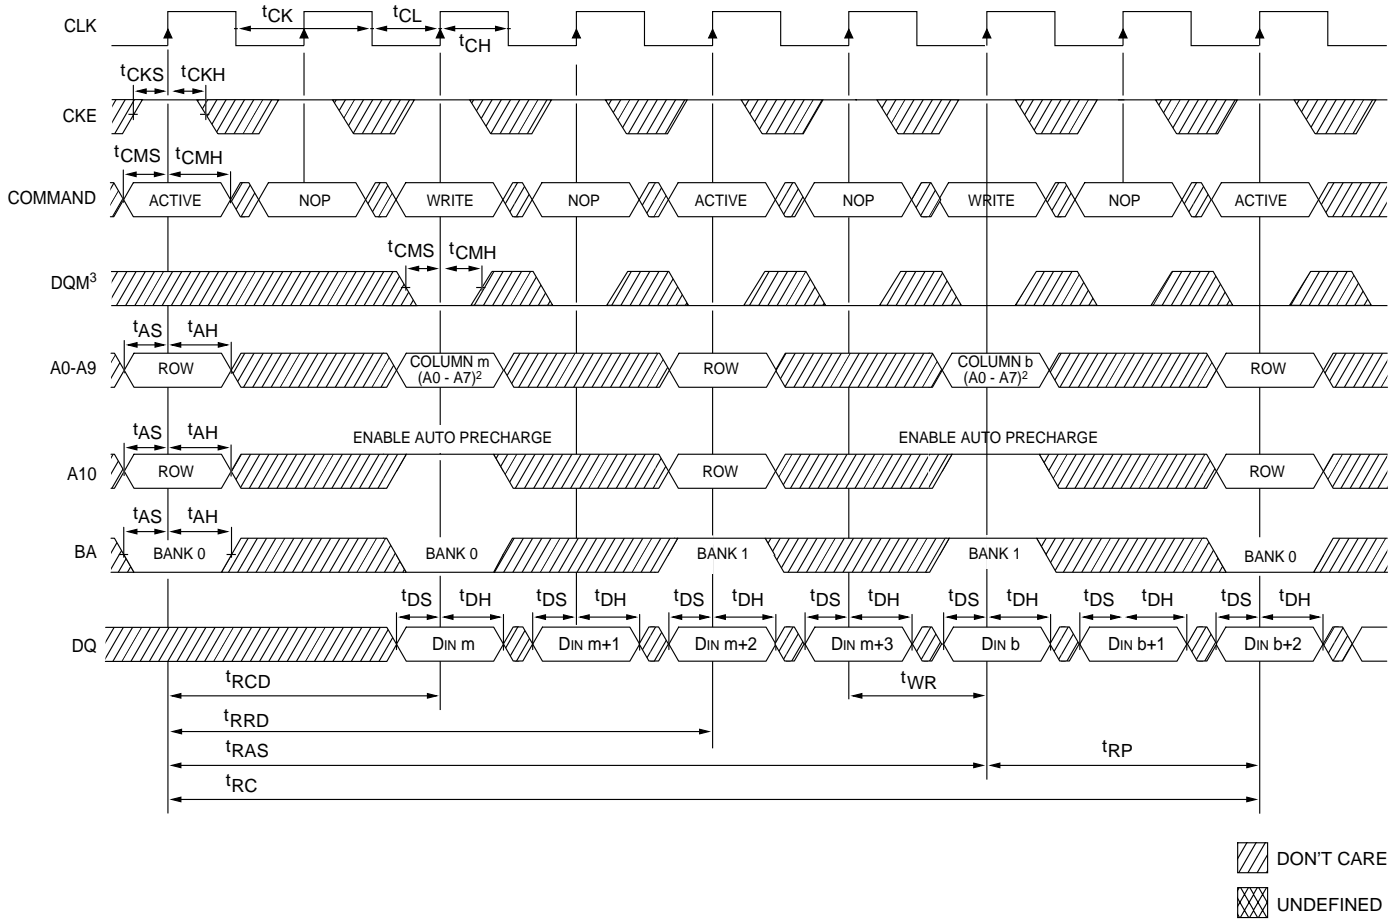 CLK
tCK
tCL
tCH
tCKS
tCKH
CKE
tCMS
tCMH
COMMAND
ACTIVE
NOP
WRITE
NOP
ACTIVE
NOP
WRITE
NOP
ACTIVE
tCMS
tCMH
DQM3
tAS
tAH
A0-A9
ROW
COLUMN m
(A0 - A7)2
ROW
COLUMN b
(A0 - A7)2
ROW
tAS
tAH
ENABLE AUTO PRECHARGE
ENABLE AUTO PRECHARGE
A10
ROW
ROW
ROW
tAS
tAH
BA
BANK 0
BANK 0
BANK 1
BANK 1
BANK 0
tDS
tDH
tDS
tDH
tDS
tDH
tDS
tDH
tDS
tDH
tDS
tDH
tDS
tDH
DQ
DIN m
DIN m+1
DIN m+2
DIN m+3
DIN b
DIN b+1
DIN b+2
tRCD
tWR
tRRD
tRAS
tRP
tRC
DON'T CARE
UNDEFINED